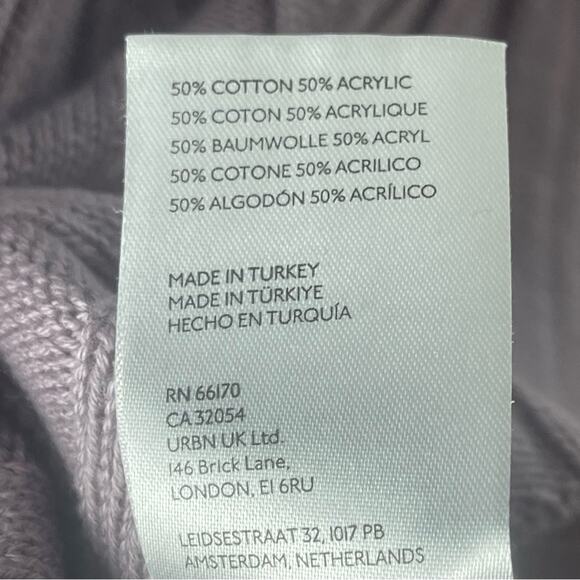 50% COTTON 50% ACRYLIC
50% COTON 50% ACRYLIQUE
50% BAUMWOLLE 50% ACRYL
50% COTONE 50% ACRILICO
50% ALGODÓN 50% ACRÍLICO
MADE IN TURKEY
MADE IN TÜRKIYE
HECHO EN TURQUÍA
RN 66170
CA 32054
URBN UK Ltd.
146 Brick Lane,
LONDON, E1 6RU
LEIDSESTRAAT 32, 1017 PB
AMSTERDAM, NETHERLANDS